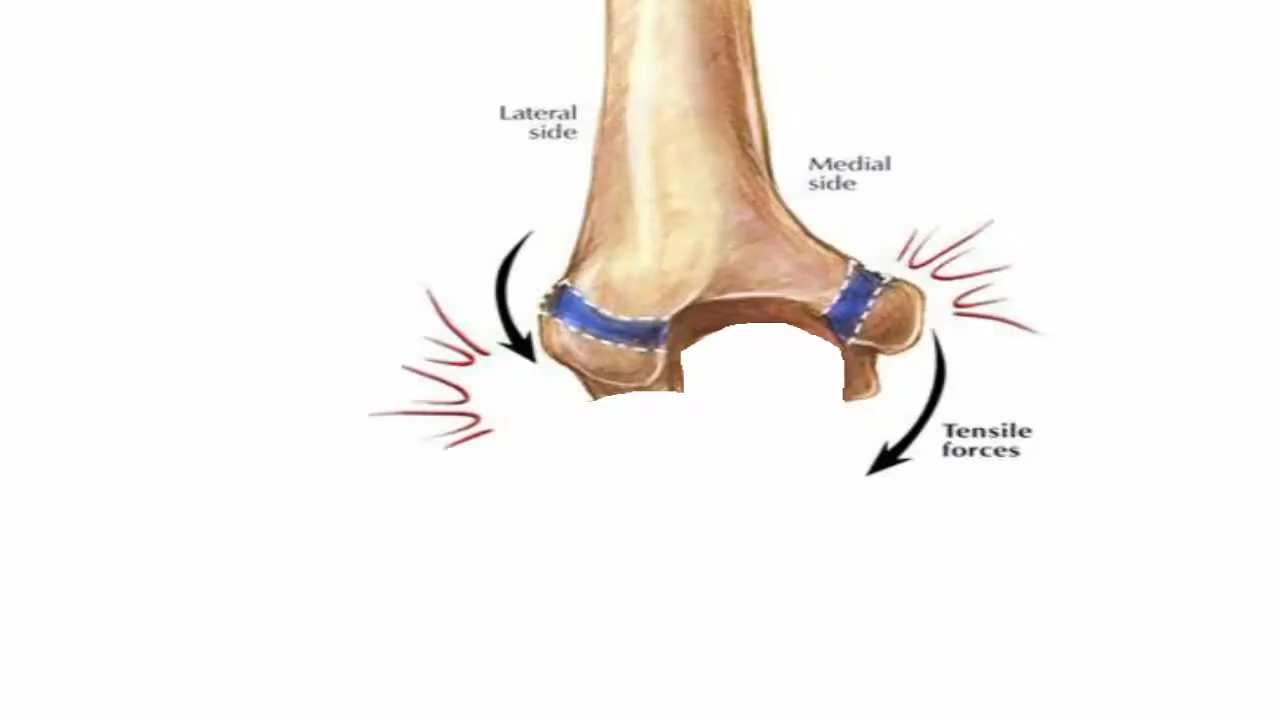 Lateral
side
Medial
side
Tensile
forces